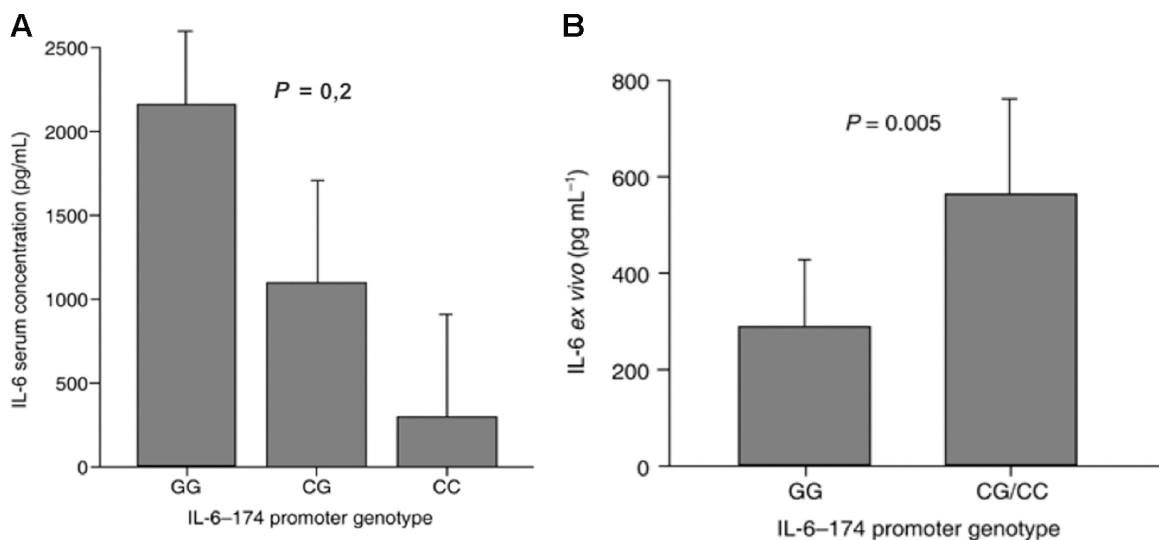 A
IL-6 serum concentration (pg/mL)
2500
2000
1500
1000
500
0
P = 0,2
GG CG CC
IL-6–174 promoter genotype
B
IL-6 ex vivo (pg mL⁻¹)
800
600
400
200
0
P = 0.005
GG CG/CC
IL-6–174 promoter genotype